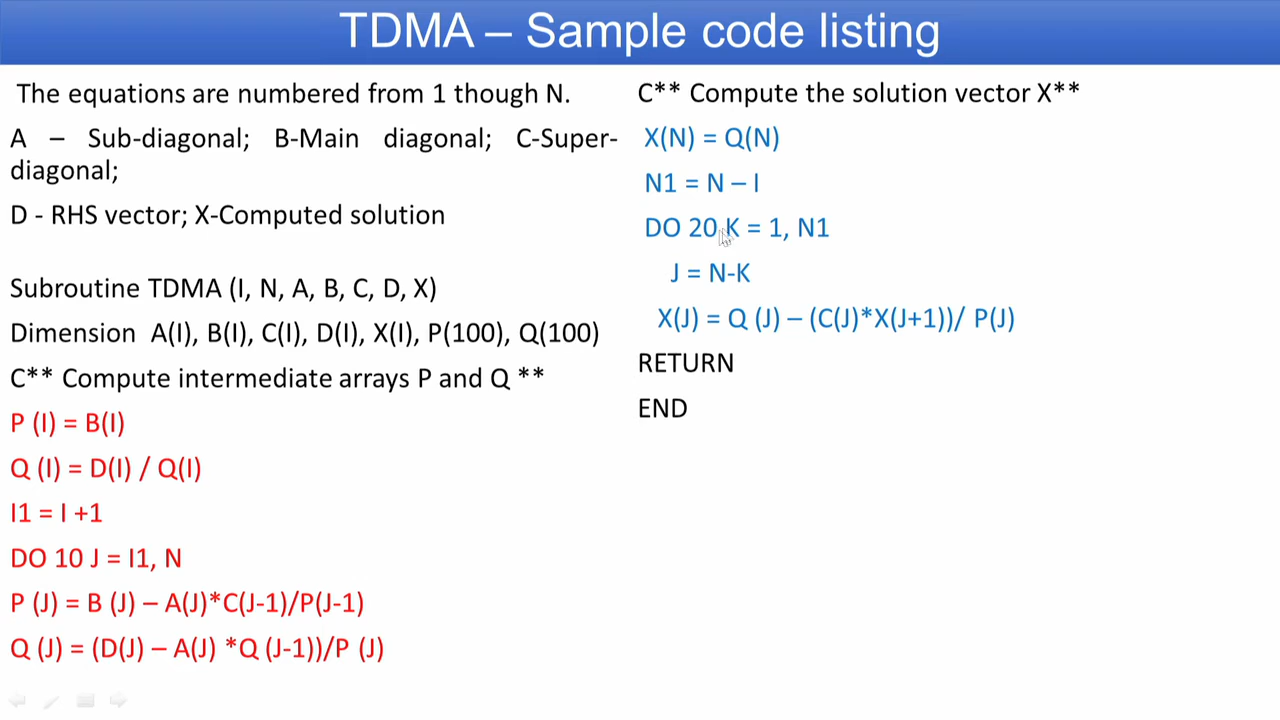 TDMA – Sample code listing
The equations are numbered from 1 though N.
A – Sub-diagonal; B-Main diagonal; C-Super-
diagonal;
D - RHS vector; X-Computed solution
Subroutine TDMA (I, N, A, B, C, D, X)
Dimension A(I), B(I), C(I), D(I), X(I), P(100), Q(100)
C** Compute intermediate arrays P and Q **
P (I) = B(I)
Q (I) = D(I) / Q(I)
I1 = I +1
DO 10 J = I1, N
P (J) = B (J) – A(J)*C(J-1)/P(J-1)
Q (J) = (D(J) – A(J) *Q (J-1))/P (J)
C** Compute the solution vector X**
X(N) = Q(N)
N1 = N – I
DO 20 K = 1, N1
J = N-K
X(J) = Q (J) – (C(J)*X(J+1))/ P(J)
RETURN
END